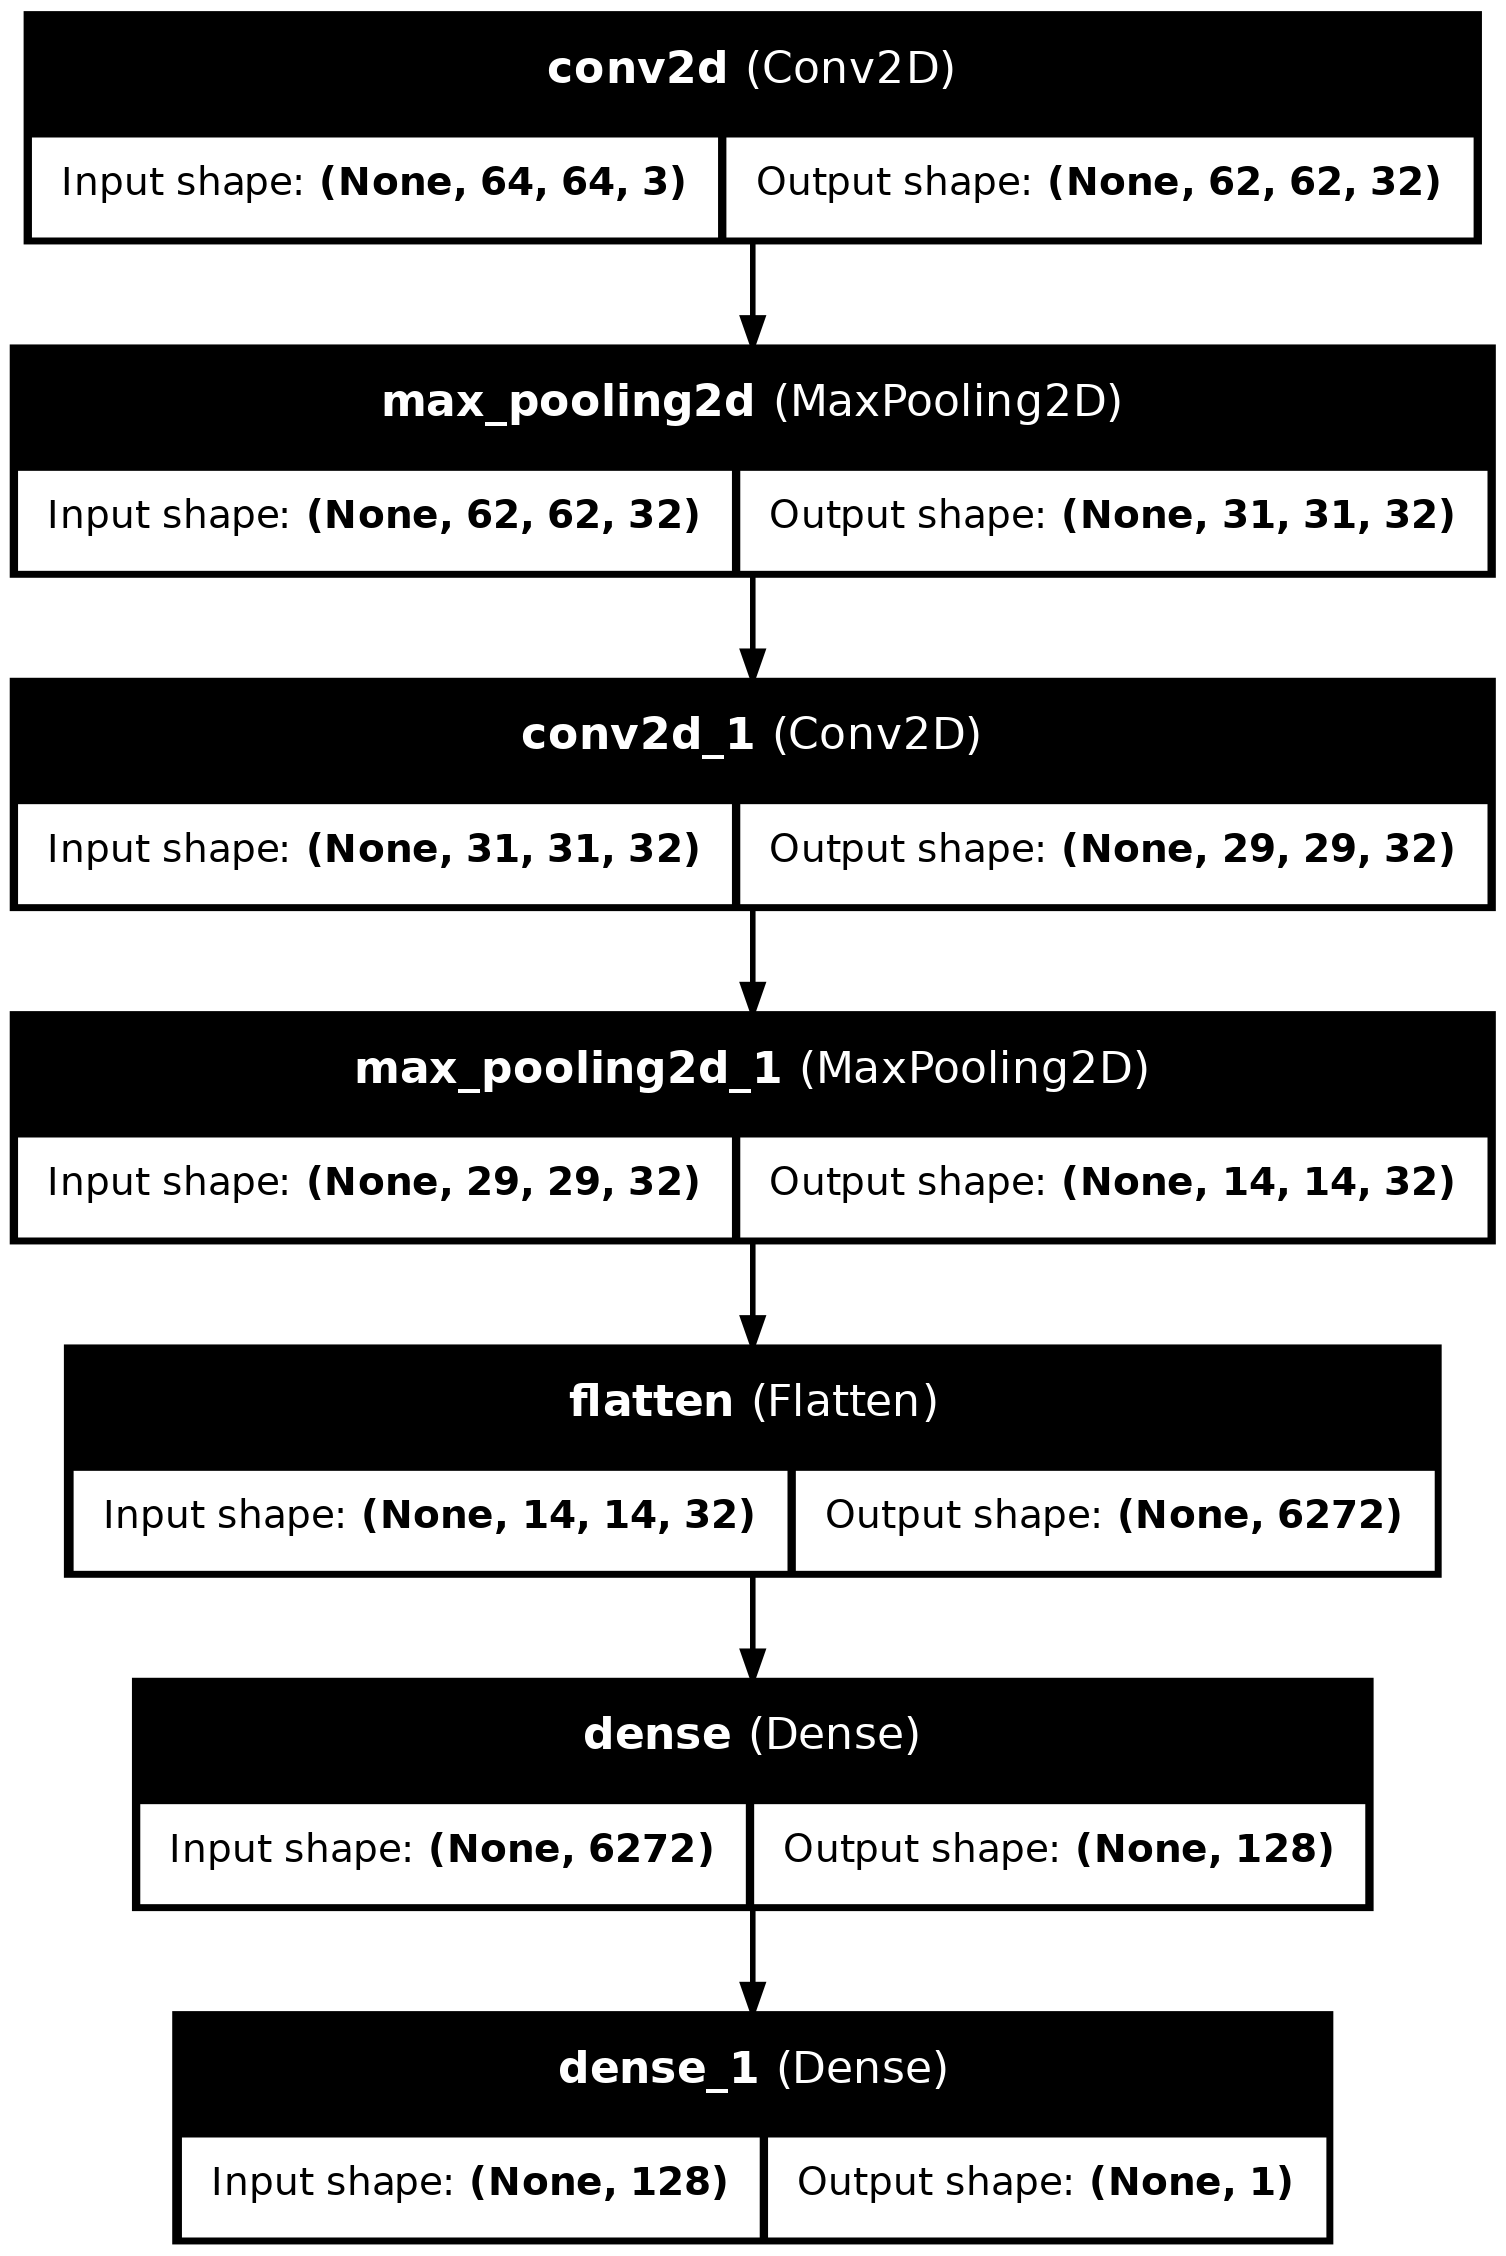 conv2d (Conv2D)
Input shape: (None, 64, 64, 3) Output shape: (None, 62, 62, 32)
max_pooling2d (MaxPooling2D)
Input shape: (None, 62, 62, 32) Output shape: (None, 31, 31, 32)
conv2d_1 (Conv2D)
Input shape: (None, 31, 31, 32) Output shape: (None, 29, 29, 32)
max_pooling2d_1 (MaxPooling2D)
Input shape: (None, 29, 29, 32) Output shape: (None, 14, 14, 32)
flatten (Flatten)
Input shape: (None, 14, 14, 32) Output shape: (None, 6272)
dense (Dense)
Input shape: (None, 6272) Output shape: (None, 128)
dense_1 (Dense)
Input shape: (None, 128) Output shape: (None, 1)